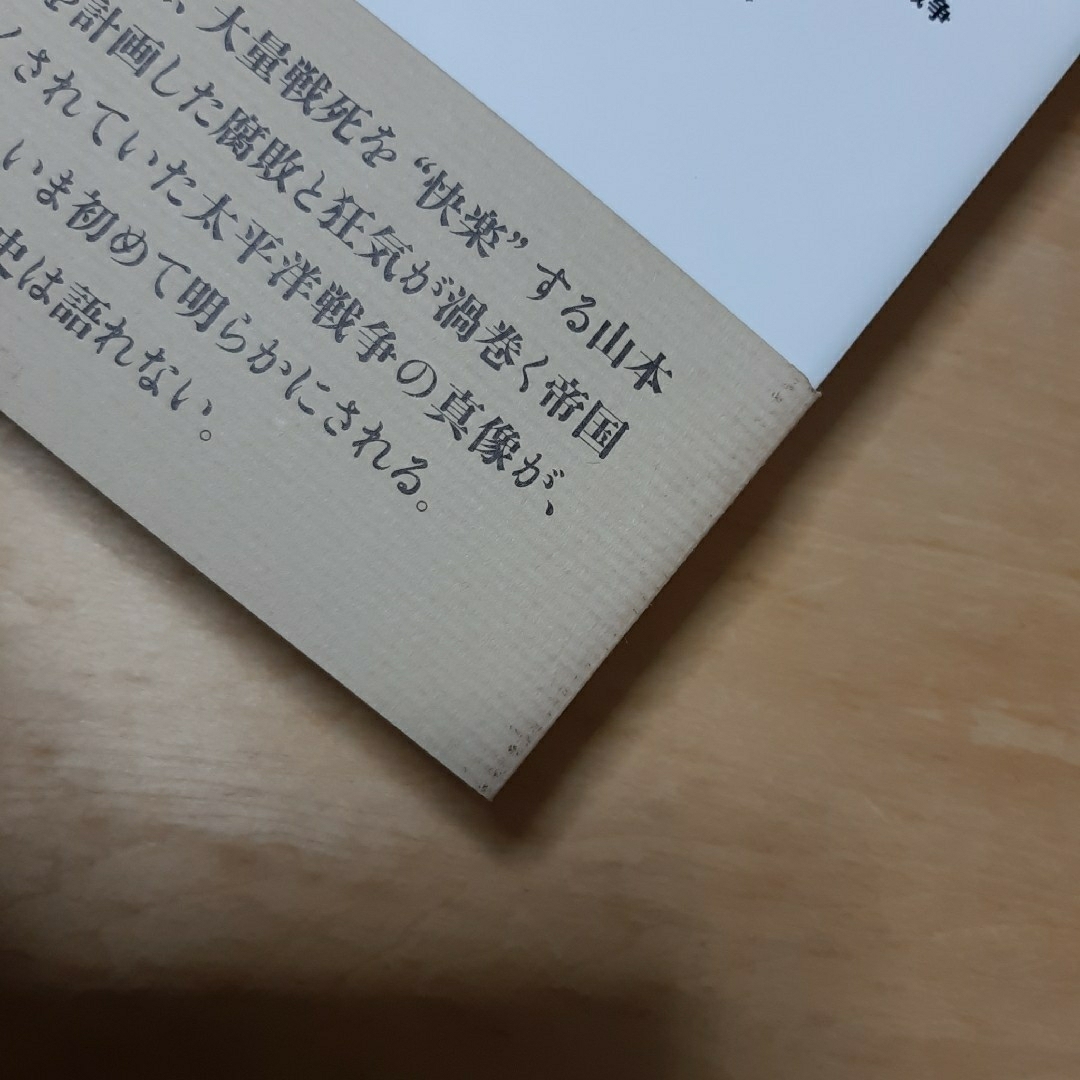 戦争
、大量戦死を“快楽”する山本
を計画した腐敗と狂気が渦巻く帝国
されていた太平洋戦争の真像が、
いま初めて明らかにされる。
史は語れない。